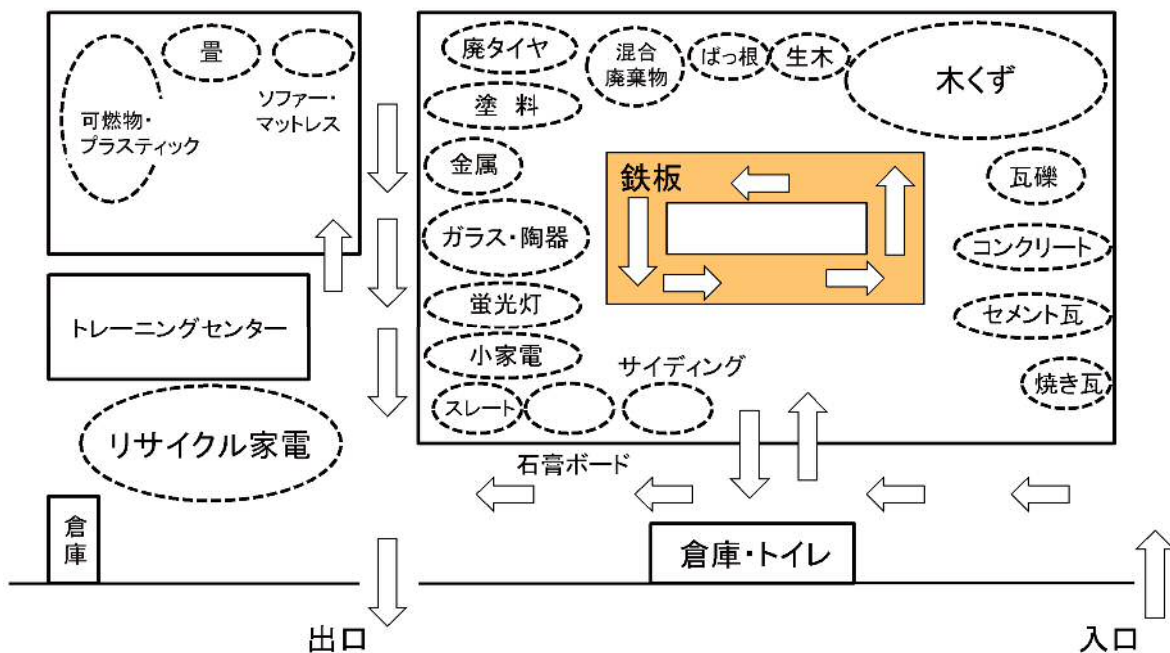 畳
可燃物・
プラスティック
ソファー・
マットレス
廃タイヤ
混合
廃棄物
ばっ根
生木
木くず
塗 料
金属
鉄板
瓦礫
ガラス・陶器
コンクリート
蛍光灯
セメント瓦
トレーニングセンター
小家電
サイディング
焼き瓦
スレート
リサイクル家電
石膏ボード
倉
庫
倉庫・トイレ
出口
入口